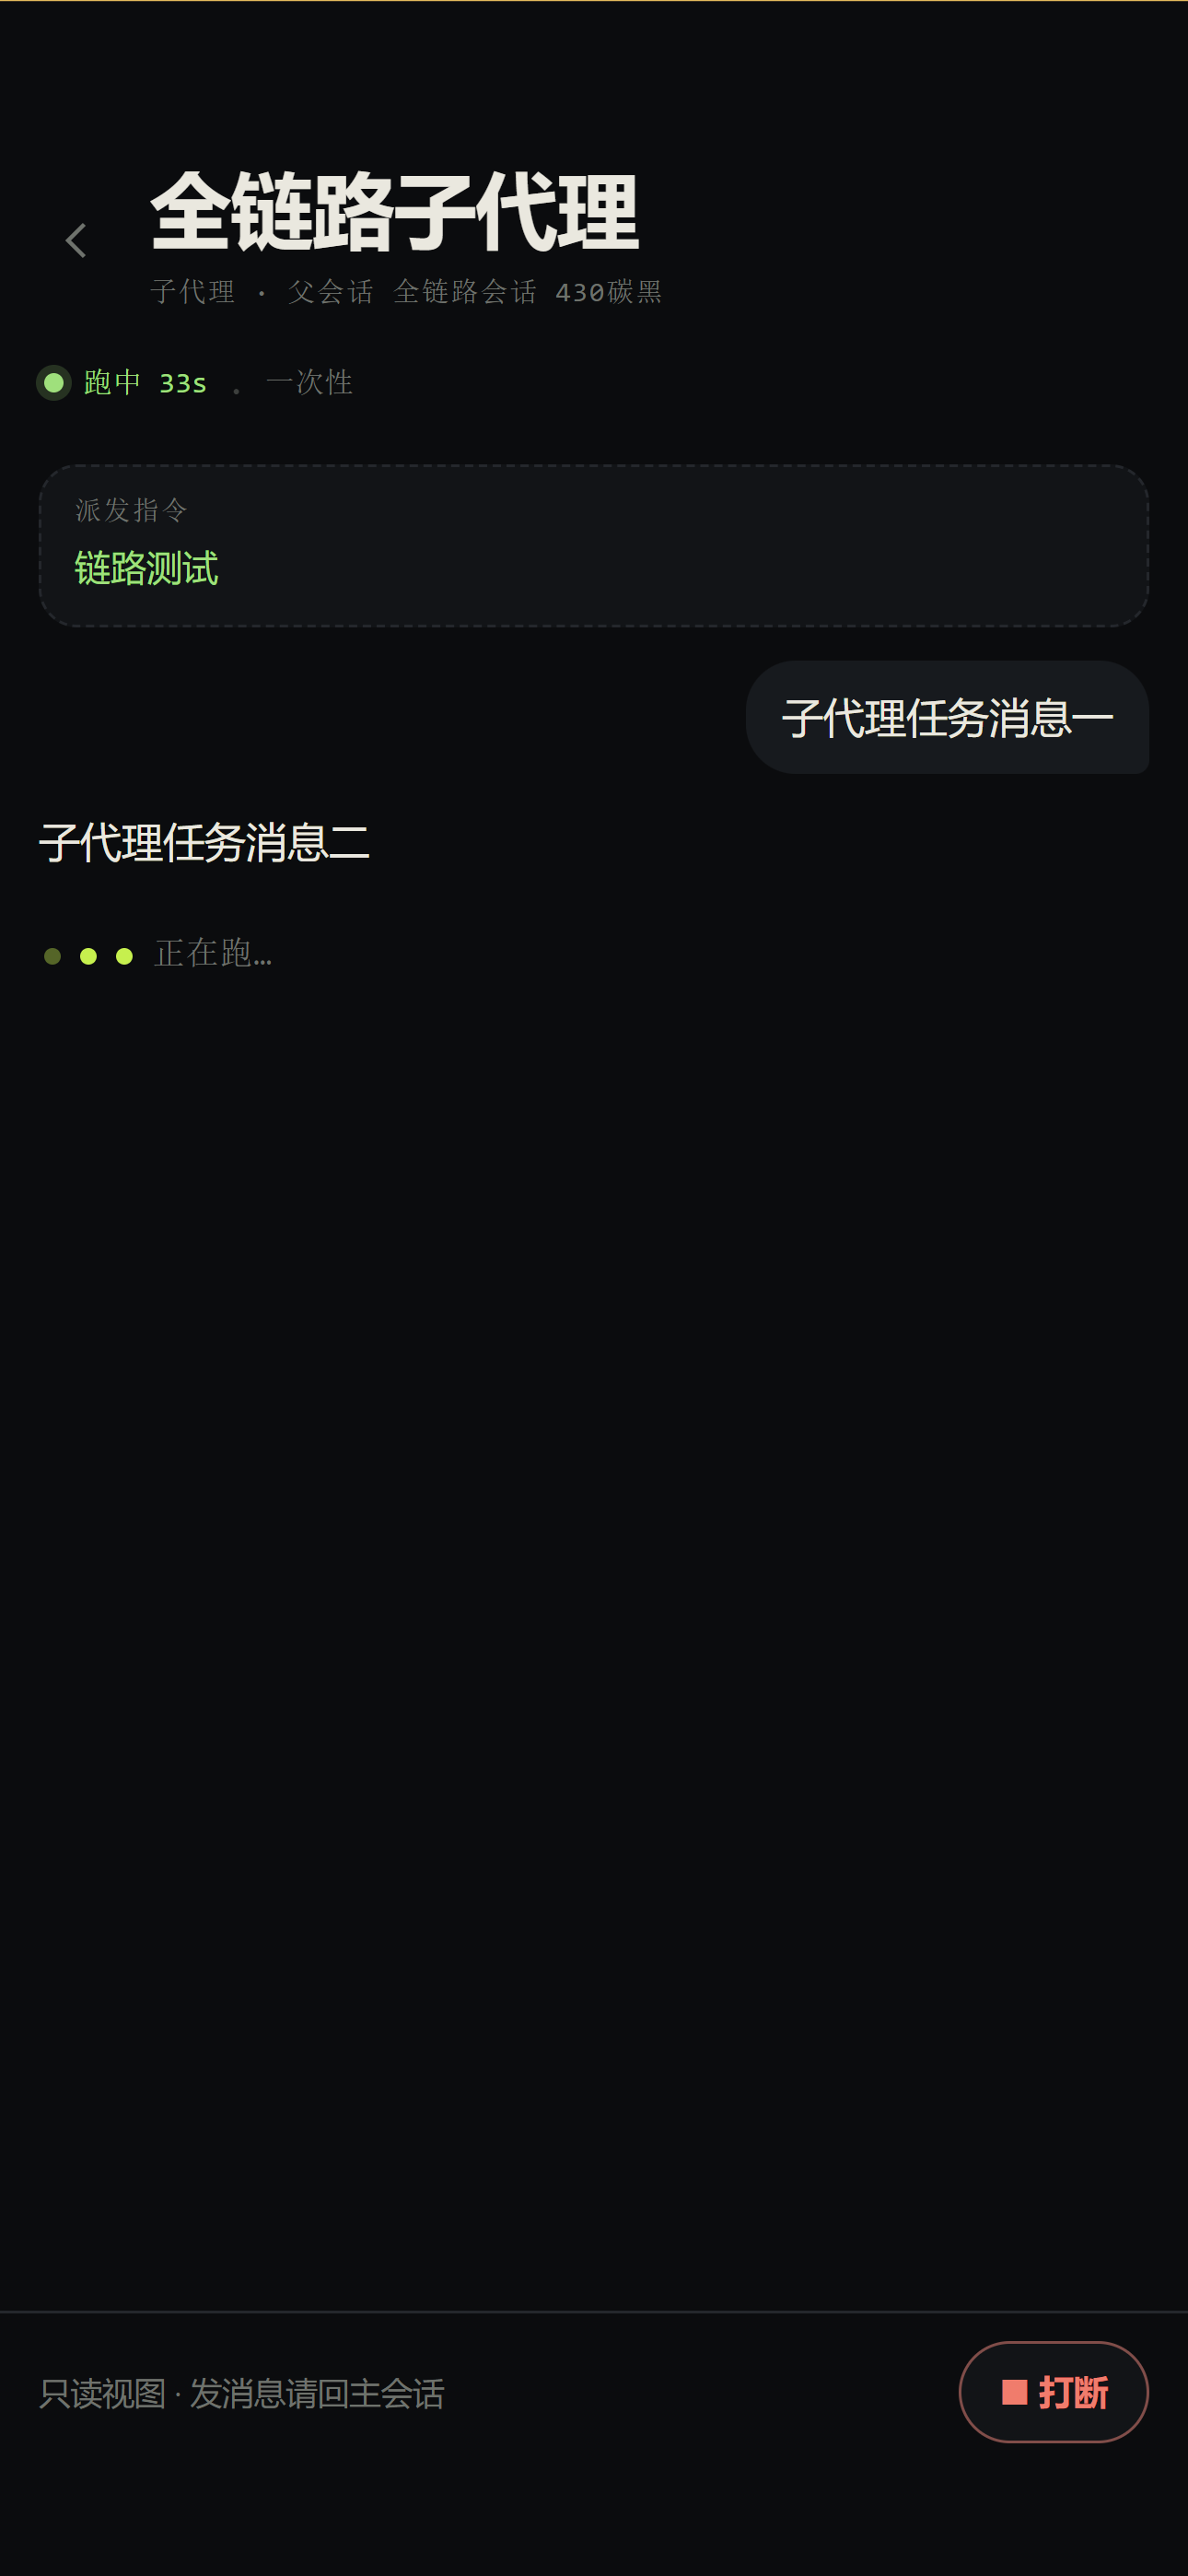 全链路子代理
子代理 · 父会话 全链路会话 430碳黑
跑中 33s · 一次性
派发指令
链路测试
子代理任务消息一
子代理任务消息二
正在跑…
只读视图 · 发消息请回主会话
打断